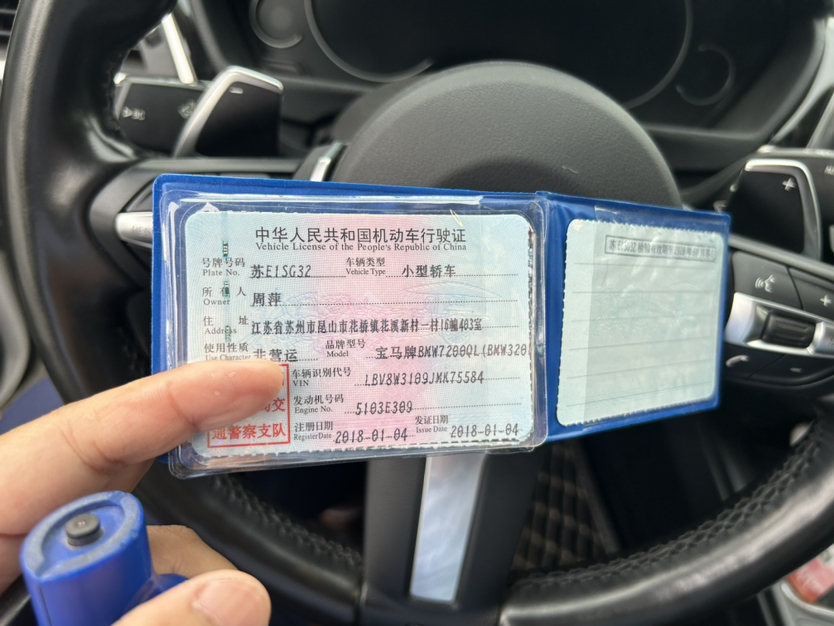 中华人民共和国机动车行驶证
Vehicle License of the People's Republic of China
号牌号码 苏E1SG32 车辆类型 小型轿车
Plate No. Vehicle Type
所有人 周萍
Owner
住址 江苏省苏州市昆山市花桥镇花溪新村一村16幢403室
Address
使用性质 非营运 品牌型号 宝马牌BMW7200QL(BMW320
Use Character Model
车辆识别代号 LBV8W3109JMK75584
VIN
发动机号码 5103E309
Engine No.
通警察支队 注册日期 2018-01-04 发证日期 2018-01-04
Register Date Issue Date